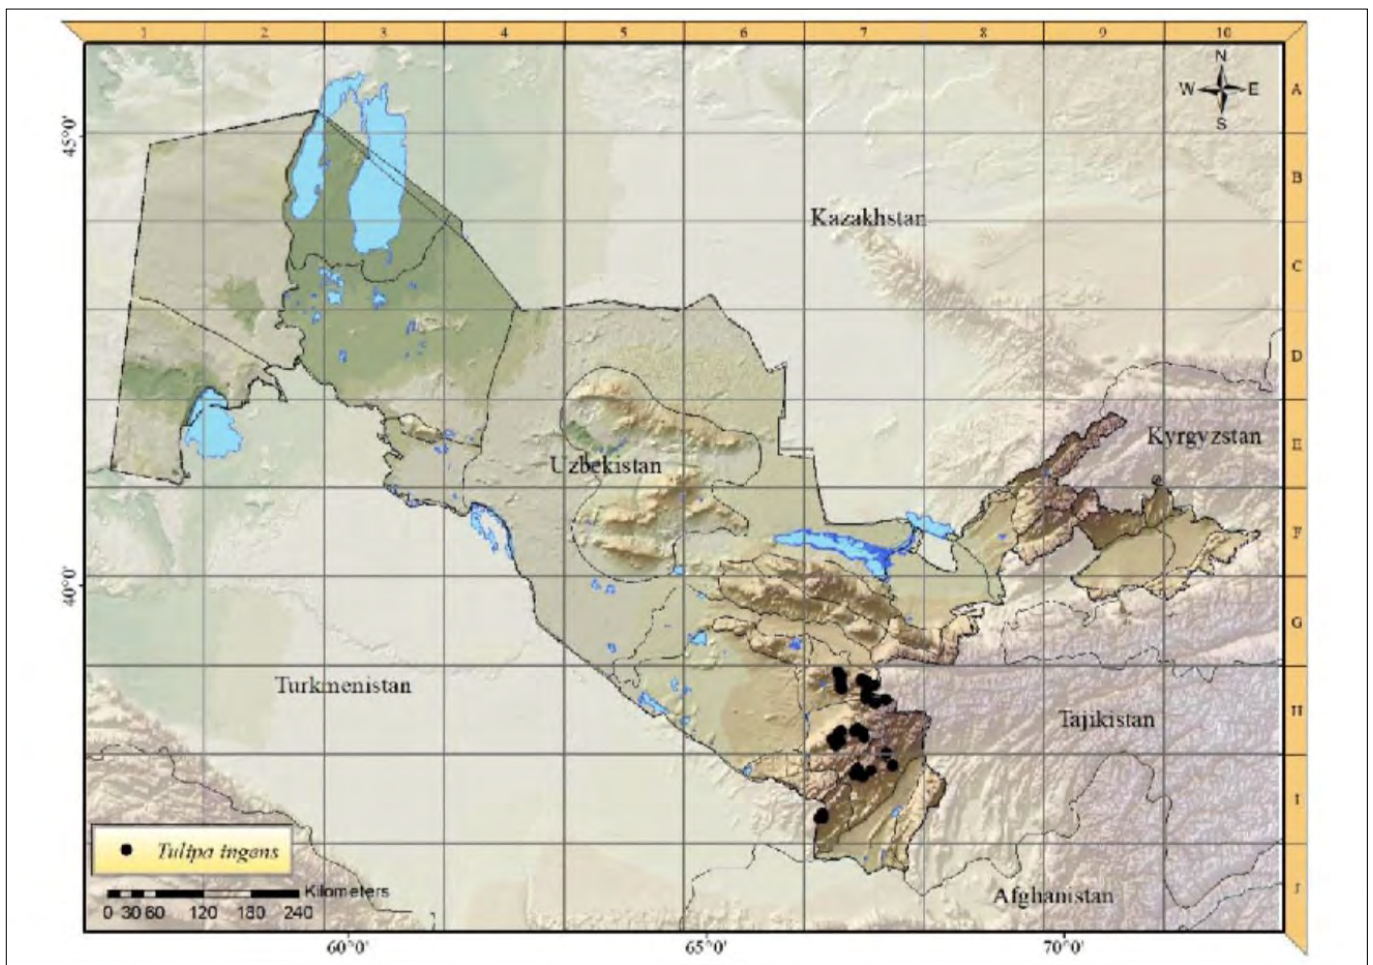 1 2 3 4 5 6 7 8 9 10
N
W E
S
A
45°0'
B
Kazakhstan
C
D
Kyrgyzstan
E
Uzbekistan
F
40°0'
G
Turkmenistan
H
Tajikistan
I
Tulipa ingens
Kilometers
0 30 60 120 180 240
Afghanistan
J
60°0' 65°0' 70°0'